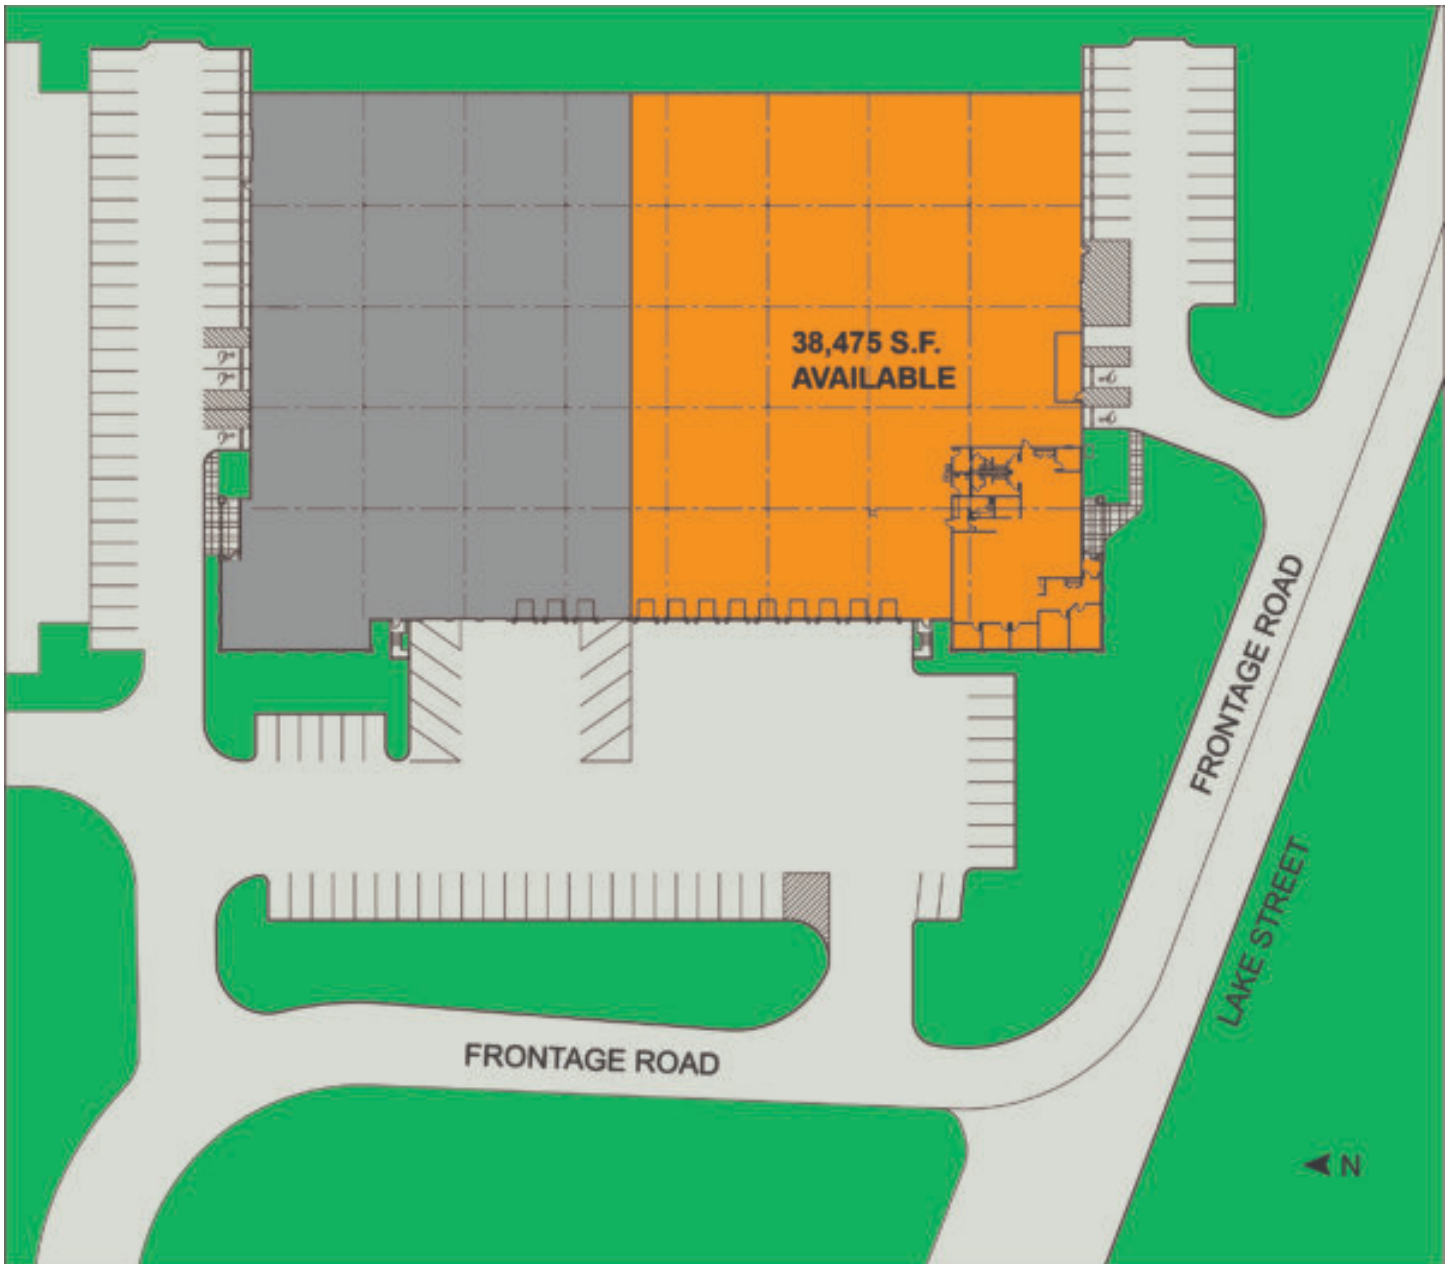 38,475 S.F.
AVAILABLE
FRONTAGE ROAD
LAKE STREET
FRONTAGE ROAD
N